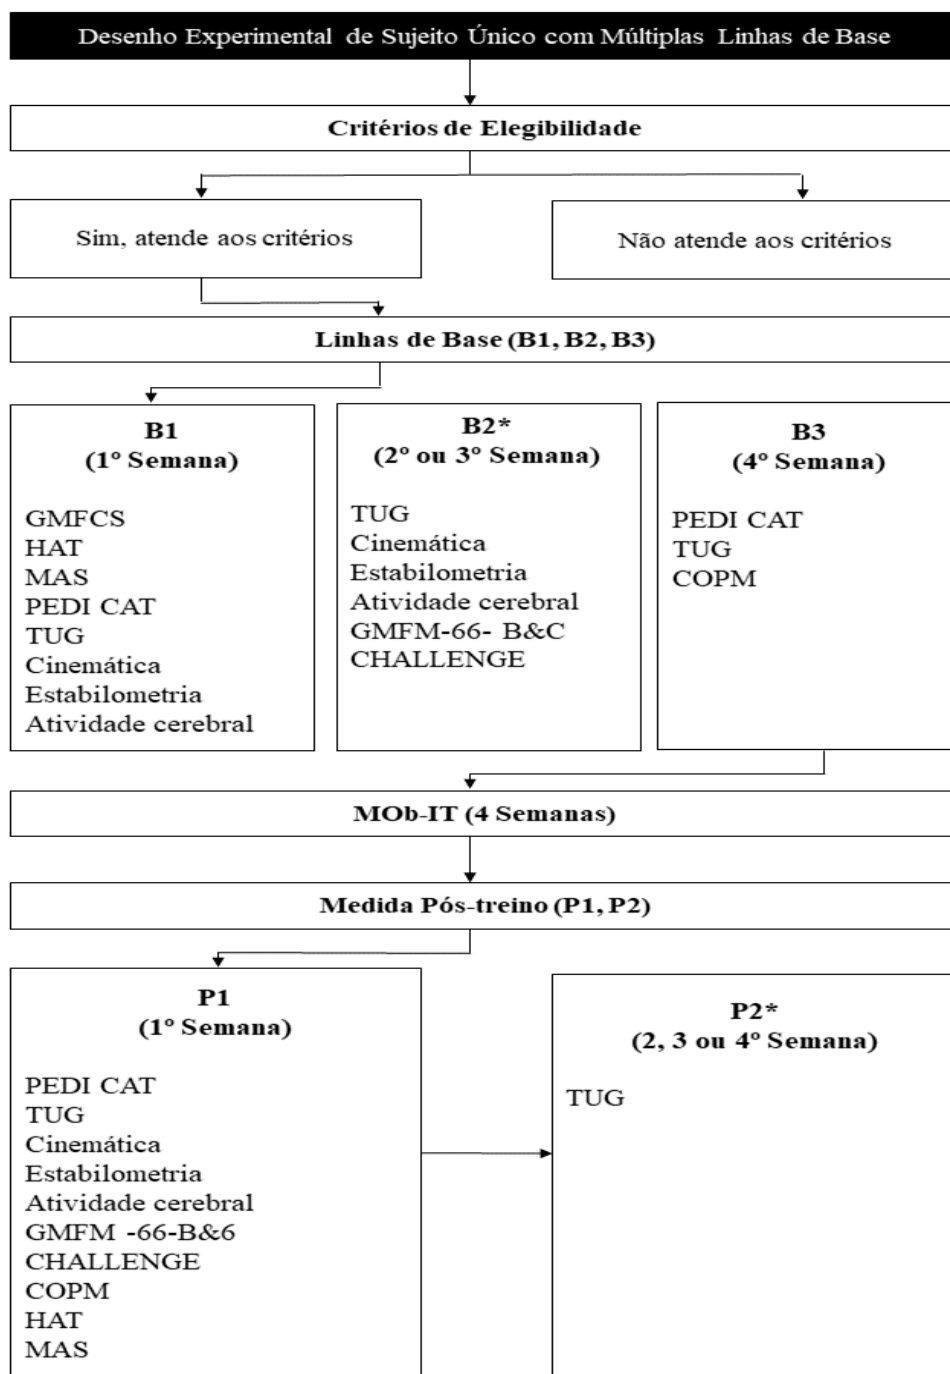 Desenho Experimental de Sujeito Único com Múltiplas Linhas de Base
Critérios de Elegibilidade
Sim, atende aos critérios
Não atende aos critérios
Linhas de Base (B1, B2, B3)
B1
(1º Semana)
GMFCS
HAT
MAS
PEDI CAT
TUG
Cinemática
Estabilometria
Atividade cerebral
B2*
(2º ou 3º Semana)
TUG
Cinemática
Estabilometria
Atividade cerebral
GMFM-66- B&C
CHALLENGE
B3
(4º Semana)
PEDI CAT
TUG
COPM
MOb-IT (4 Semanas)
Medida Pós-treino (P1, P2)
P1
(1º Semana)
PEDI CAT
TUG
Cinemática
Estabilometria
Atividade cerebral
GMFM -66-B&6
CHALLENGE
COPM
HAT
MAS
P2*
(2, 3 ou 4º Semana)
TUG